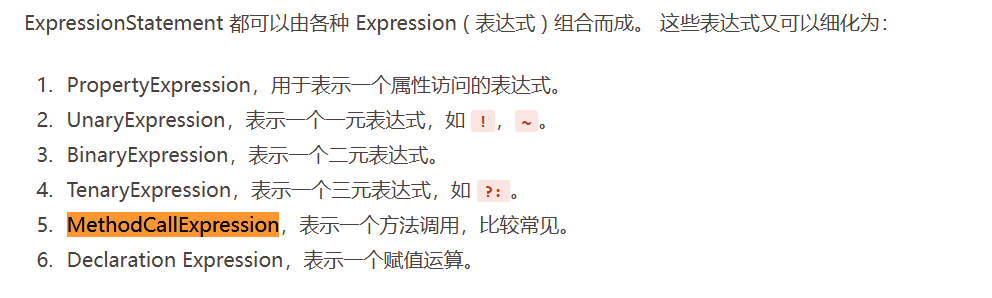 ExpressionStatement 都可以由各种 Expression ( 表达式 ) 组合而成。 这些表达式又可以细化为：
1. PropertyExpression，用于表示一个属性访问的表达式。
2. UnaryExpression，表示一个一元表达式，如 !，~。
3. BinaryExpression，表示一个二元表达式。
4. TenaryExpression，表示一个三元表达式，如 ?:。
5. MethodCallExpression，表示一个方法调用，比较常见。
6. Declaration Expression，表示一个赋值运算。